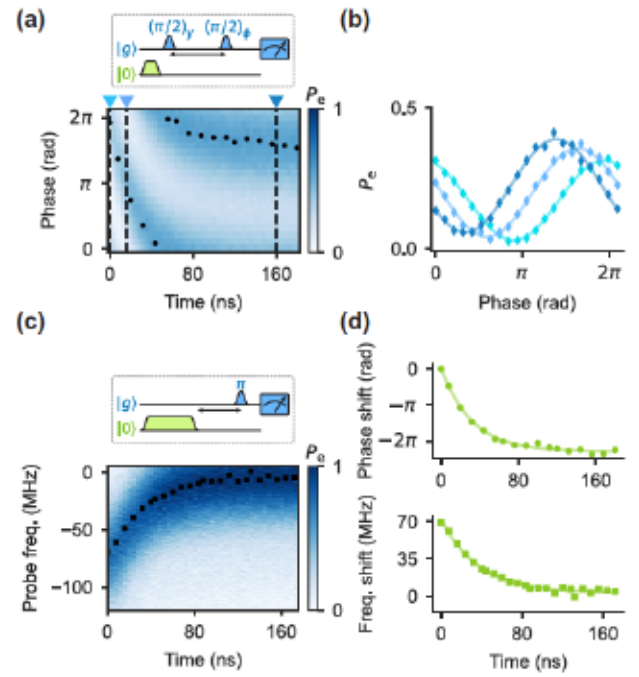 (a)
(π/2)y (π/2)ϕ
|g⟩
|0⟩
Pe
2π
π
0
Phase (rad)
1
0
0 80 160
Time (ns)
(b)
0.5
0.0
Pe
0 π 2π
Phase (rad)
(c)
π
|g⟩
|0⟩
Pe
0
−50
−100
Probe freq. (MHz)
1
0
0 80 160
Time (ns)
(d)
0
−π
−2π
Phase shift (rad)
0 80 160
70
35
0
Freq. shift (MHz)
0 80 160
Time (ns)